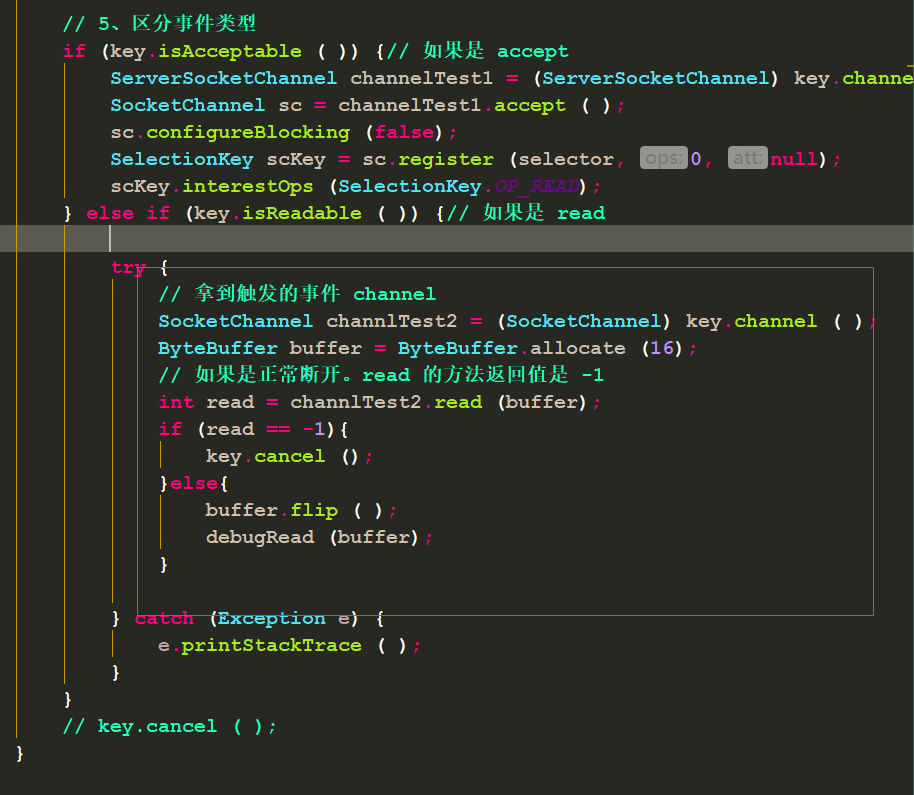 // 5、区分事件类型
if (key.isAcceptable ( )) {// 如果是 accept
ServerSocketChannel channelTest1 = (ServerSocketChannel) key.channe
SocketChannel sc = channelTest1.accept ( );
sc.configureBlocking (false);
SelectionKey scKey = sc.register (selector, ops: 0, att: null);
scKey.interestOps (SelectionKey.OP_READ);
} else if (key.isReadable ( )) {// 如果是 read
try {
// 拿到触发的事件 channel
SocketChannel channlTest2 = (SocketChannel) key.channel ( );
ByteBuffer buffer = ByteBuffer.allocate (16);
// 如果是正常断开。read 的方法返回值是 -1
int read = channlTest2.read (buffer);
if (read == -1){
key.cancel ();
}else{
buffer.flip ( );
debugRead (buffer);
}
} catch (Exception e) {
e.printStackTrace ( );
}
}
// key.cancel ( );
}